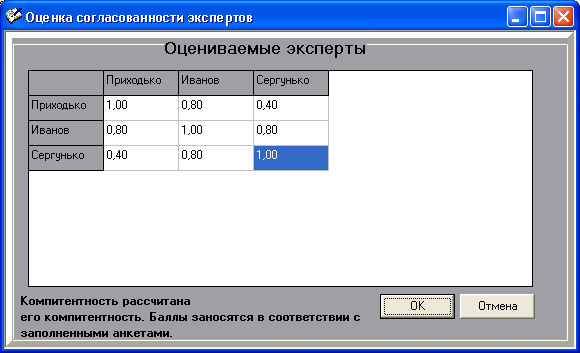 Оценка согласованности экспертов
Оцениваемые эксперты
Приходько Иванов Сергунько
Приходько 1,00 0,80 0,40
Иванов 0,80 1,00 0,80
Сергунько 0,40 0,80 1,00
Компитентность рассчитана
его компитентность. Баллы заносятся в соответствии с
заполненными анкетами.
OK Отмена